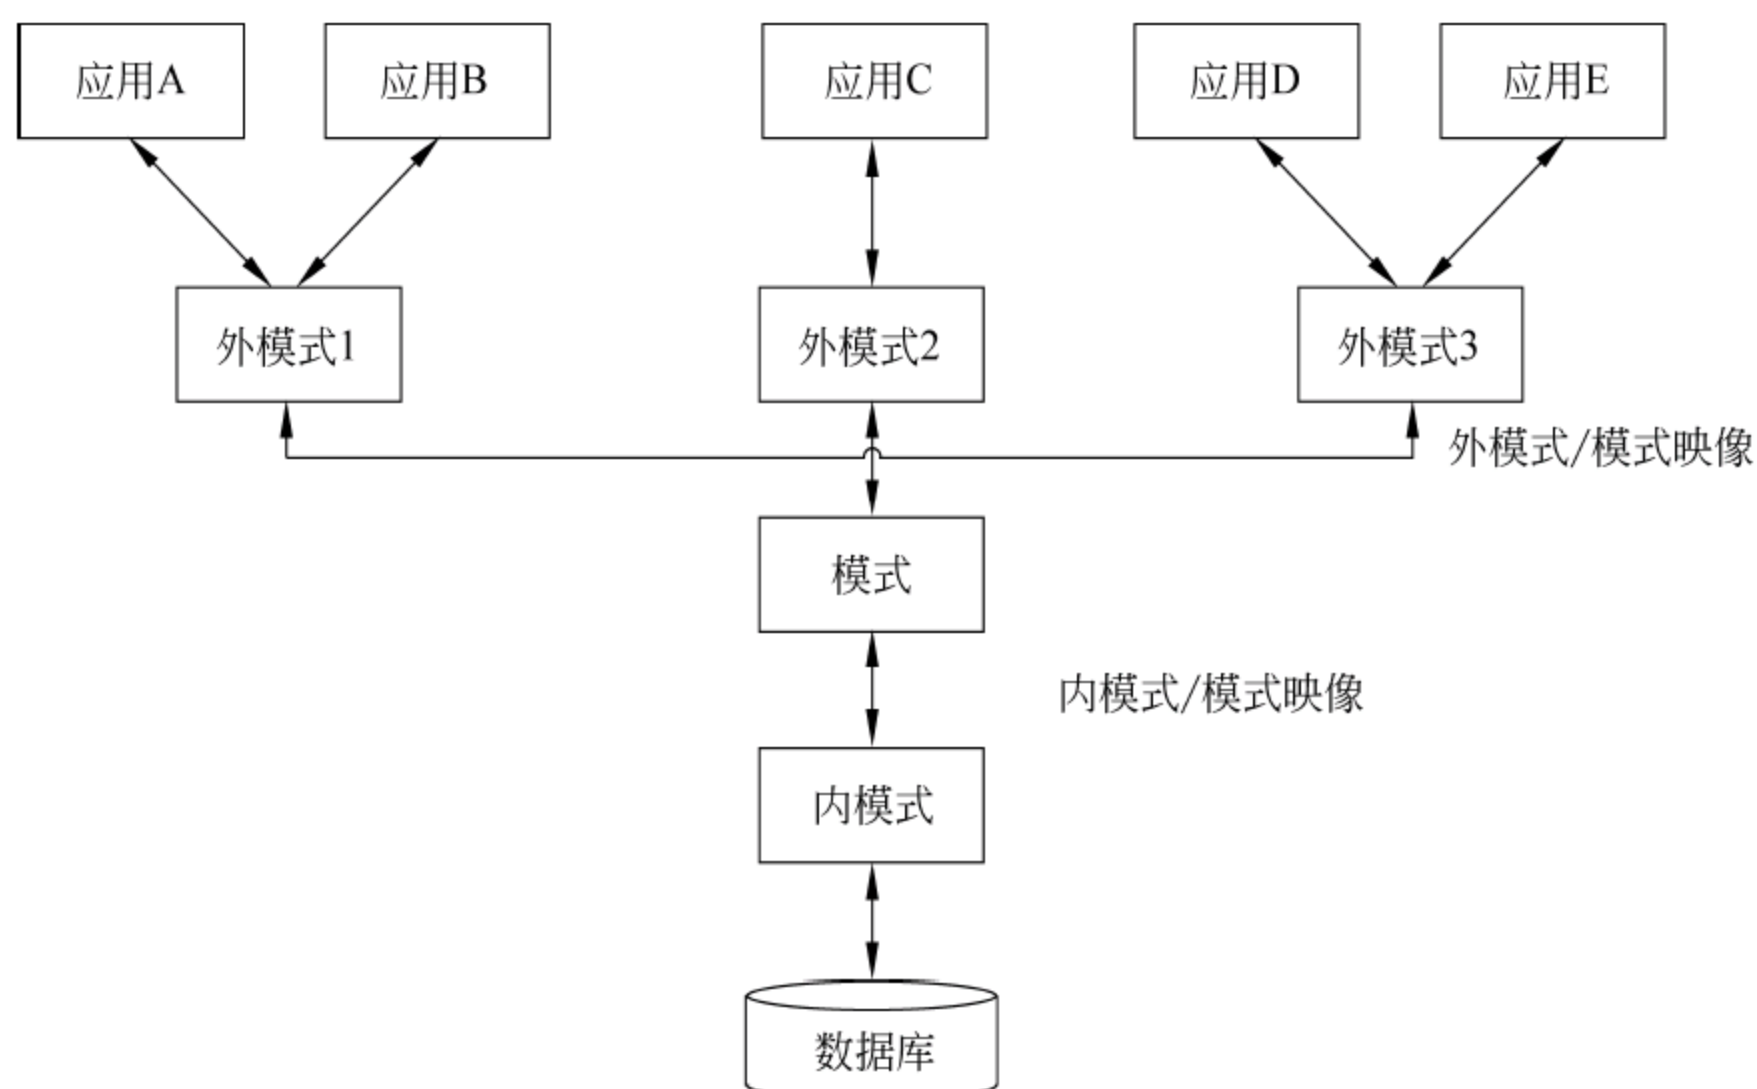 应用A
应用B
应用C
应用D
应用E
外模式1
外模式2
外模式3
外模式/模式映像
模式
内模式/模式映像
内模式
数据库